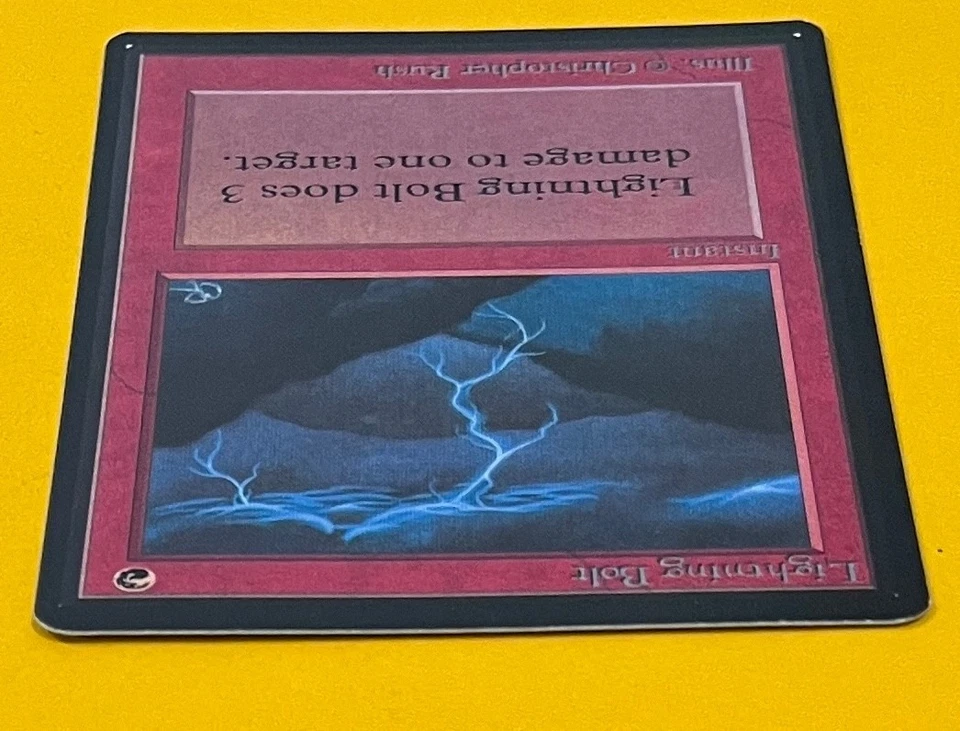 Lightning Bolt
Instant
Lightning Bolt does 3
damage to one target.
Illus. © Christopher Rush